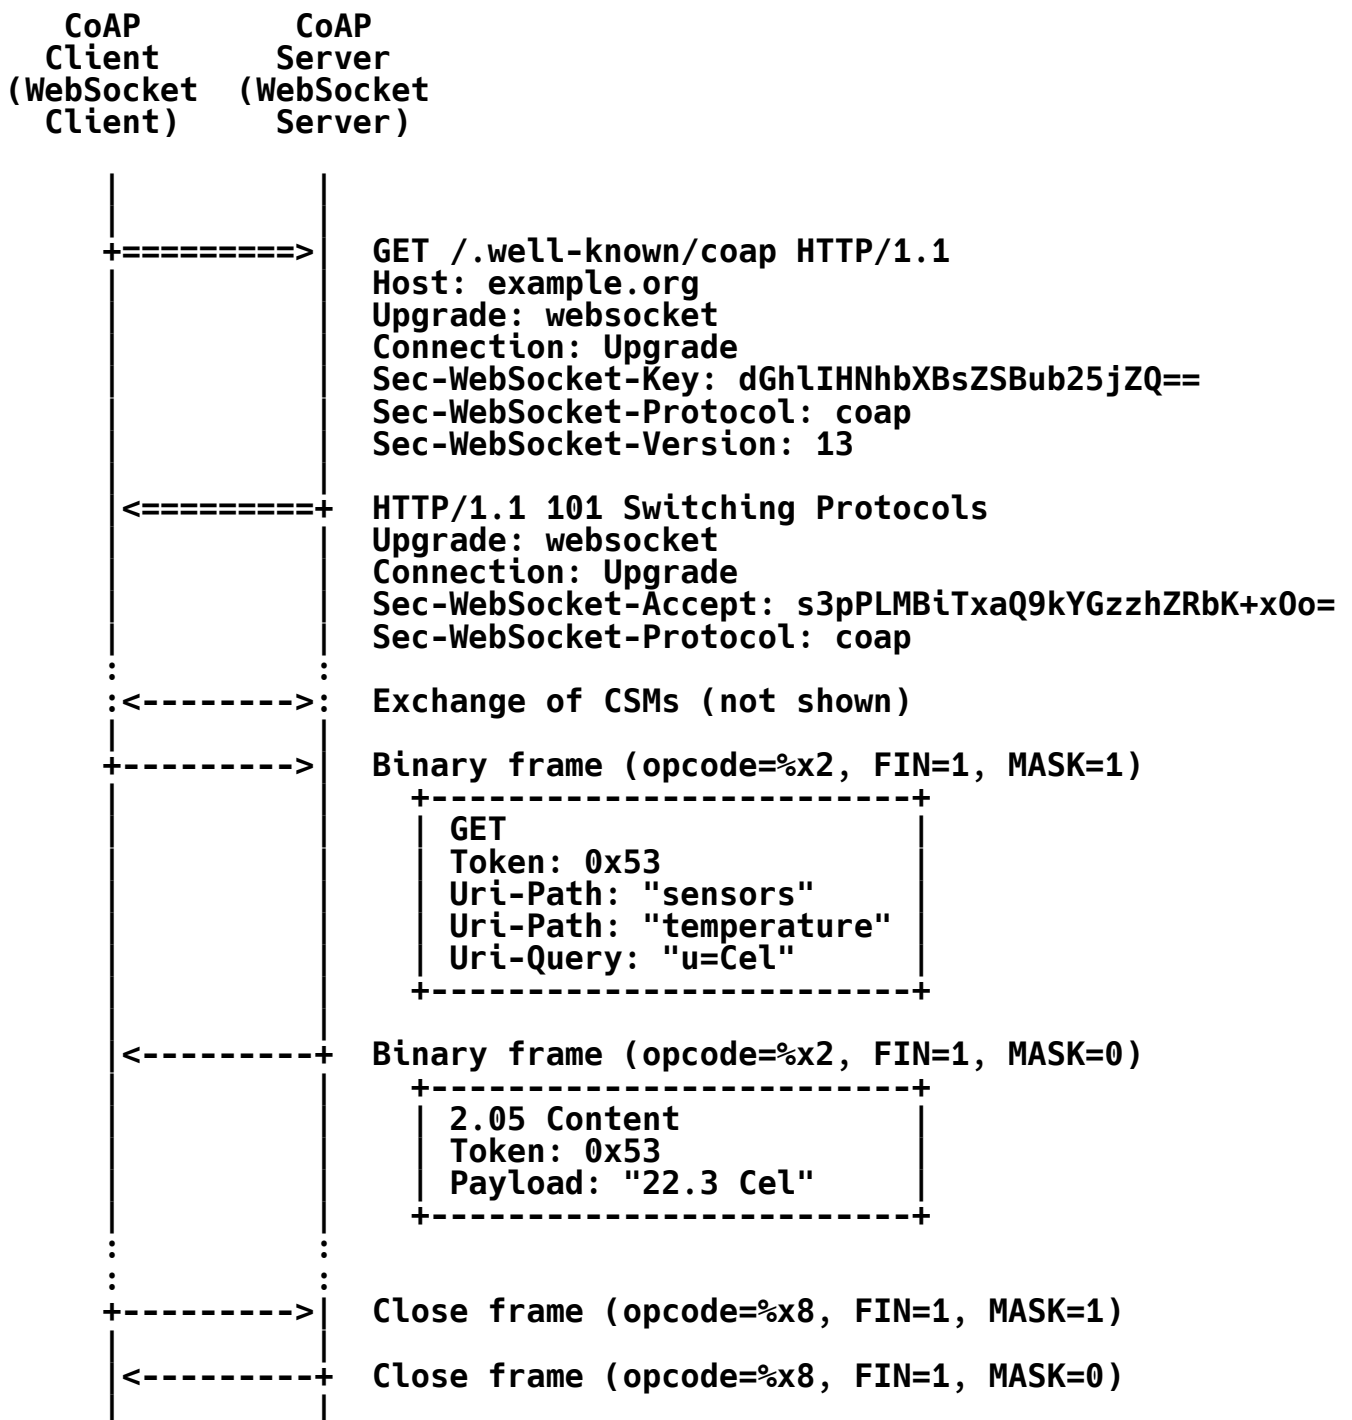 CoAP        CoAP
  Client      Server
(WebSocket  (WebSocket
  Client)     Server)

     |          |
     |          |
     +=========>|  GET /.well-known/coap HTTP/1.1
     |          |  Host: example.org
     |          |  Upgrade: websocket
     |          |  Connection: Upgrade
     |          |  Sec-WebSocket-Key: dGhlIHNhbXBsZSBub25jZQ==
     |          |  Sec-WebSocket-Protocol: coap
     |          |  Sec-WebSocket-Version: 13
     |          |
     |<=========+  HTTP/1.1 101 Switching Protocols
     |          |  Upgrade: websocket
     |          |  Connection: Upgrade
     |          |  Sec-WebSocket-Accept: s3pPLMBiTxaQ9kYGzzhZRbK+xOo=
     |          |  Sec-WebSocket-Protocol: coap
     :          :
     :<-------->:  Exchange of CSMs (not shown)
     |          |
     +--------->|  Binary frame (opcode=%x2, FIN=1, MASK=1)
     |          |    +-------------------------+
     |          |    | GET                     |
     |          |    | Token: 0x53             |
     |          |    | Uri-Path: "sensors"     |
     |          |    | Uri-Path: "temperature" |
     |          |    | Uri-Query: "u=Cel"      |
     |          |    +-------------------------+
     |          |
     |<---------+  Binary frame (opcode=%x2, FIN=1, MASK=0)
     |          |    +-------------------------+
     |          |    | 2.05 Content            |
     |          |    | Token: 0x53             |
     |          |    | Payload: "22.3 Cel"     |
     |          |    +-------------------------+
     :          :
     :          :
     +--------->|  Close frame (opcode=%x8, FIN=1, MASK=1)
     |          |
     |<---------+  Close frame (opcode=%x8, FIN=1, MASK=0)
     |          |